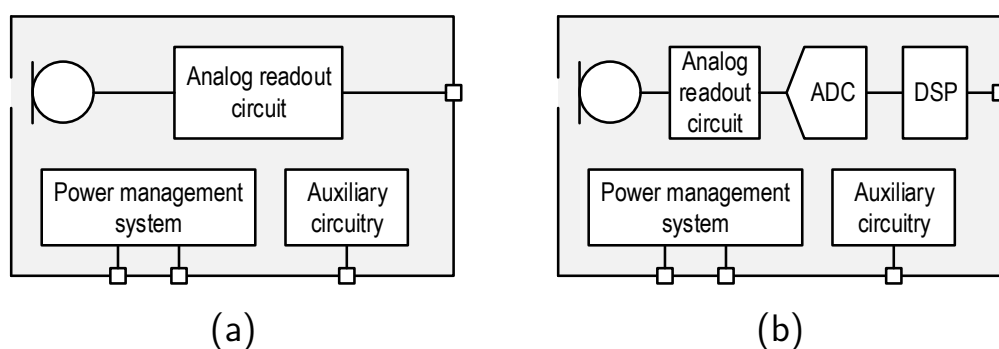 Analog readout
circuit
Power management
system
Auxiliary
circuitry
(a)
Analog
readout
circuit
ADC
DSP
Power management
system
Auxiliary
circuitry
(b)